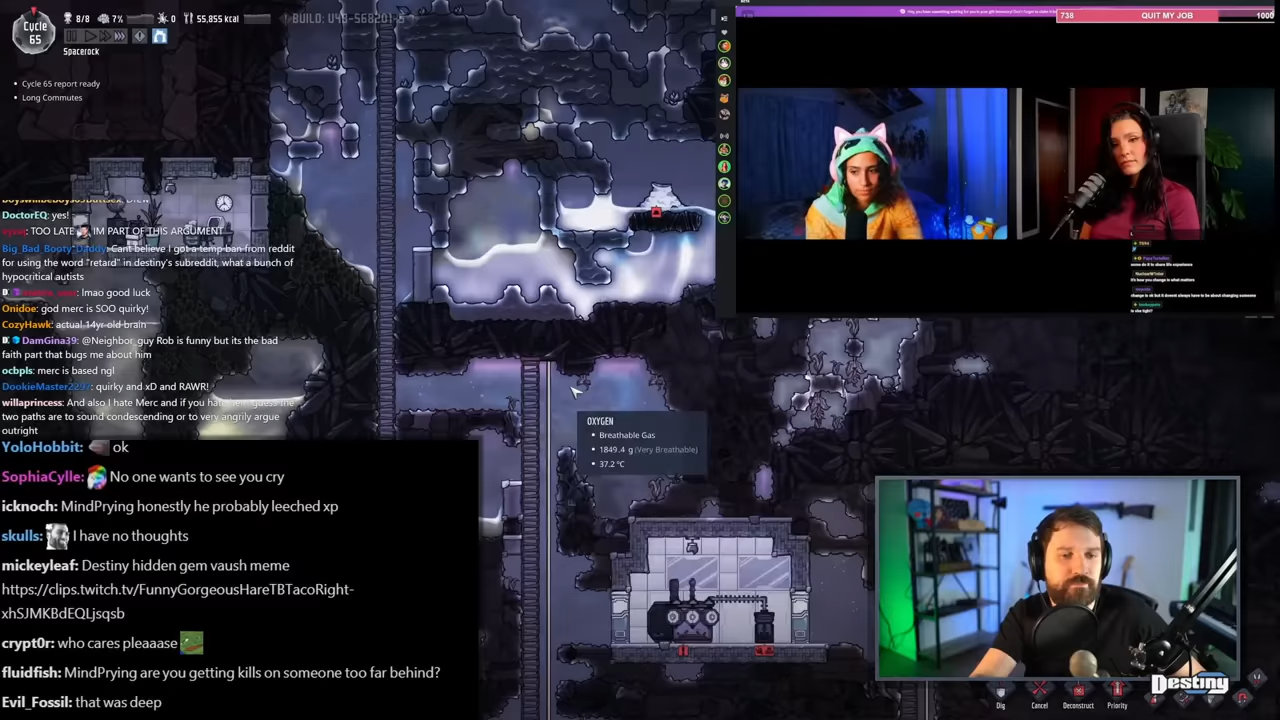 Cycle
65
8/8
7%
0
55,855 kcal
BUILD: U48-568201-S
Spacerock
Cycle 65 report ready
Long Commutes
738
QUIT MY JOB
1000
DoctorEQ: yes!
TOO LATE IM PART OF THIS ARGUMENT
Big_Bad_Booty_Daddy: Cant believe I got a temp ban from reddit
for using the word "retard" in destiny's subreddit, what a bunch of
hypocritical autists
: lmao good luck
Onidoe: god merc is SOO quirky!
CozyHawk: actual 14yr old brain
DamGina39: @Neighbor_guy Rob is funny but its the bad
faith part that bugs me about him
ocbpls: merc is based ngl
DookieMaster2297: quirky and xD and RAWR!
willaprincess: And also I hate Merc and if you hate her I guess the
two paths are to sound condescending or to very angrily argue
outright
YoloHobbit: ok
SophiaCylle: No one wants to see you cry
icknoch: MindPrying honestly he probably leeched xp
skulls: I have no thoughts
mickeyleaf: Destiny hidden gem vaush meme
https://clips.twitch.tv/FunnyGorgeousHareTBTacoRight-
xhSJMKBdEQLjsqsb
crypt0r: who cares pleaaase
fluidfish: MindPrying are you getting kills on someone too far behind?
Evil_Fossil: that was deep
OXYGEN
Breathable Gas
1849.4 g (Very Breathable)
37.2 °C
Destiny
Dig
Cancel
Deconstruct
Priority